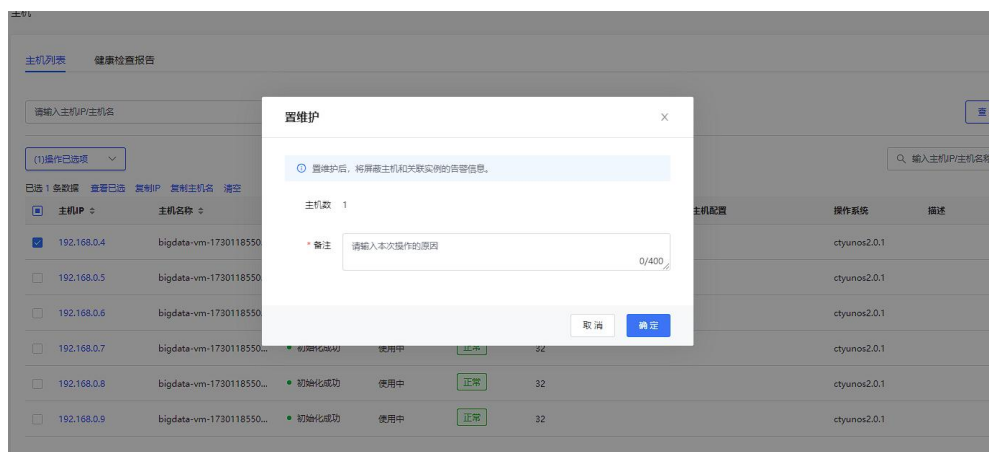 主机
主机列表 健康检查报告
请输入主机IP/主机名 查
置维护
(1)操作已选项 输入主机IP/主机名称
置维护后，将屏蔽主机和关联实例的告警信息。
已选 1 条数据 查看已选 复制IP 复制主机名 清空
主机数 1
主机IP 主机名称 主机配置 操作系统 描述
192.168.0.4 bigdata-vm-1730118550 ctyunos2.0.1
* 备注 请输入本次操作的原因
0/400
192.168.0.5 bigdata-vm-1730118550 ctyunos2.0.1
192.168.0.6 bigdata-vm-1730118550 ctyunos2.0.1
取消 确定
192.168.0.7 bigdata-vm-1730118550... 初始化成功 使用中 正常 32 ctyunos2.0.1
192.168.0.8 bigdata-vm-1730118550... 初始化成功 使用中 正常 32 ctyunos2.0.1
192.168.0.9 bigdata-vm-1730118550... 初始化成功 使用中 正常 32 ctyunos2.0.1